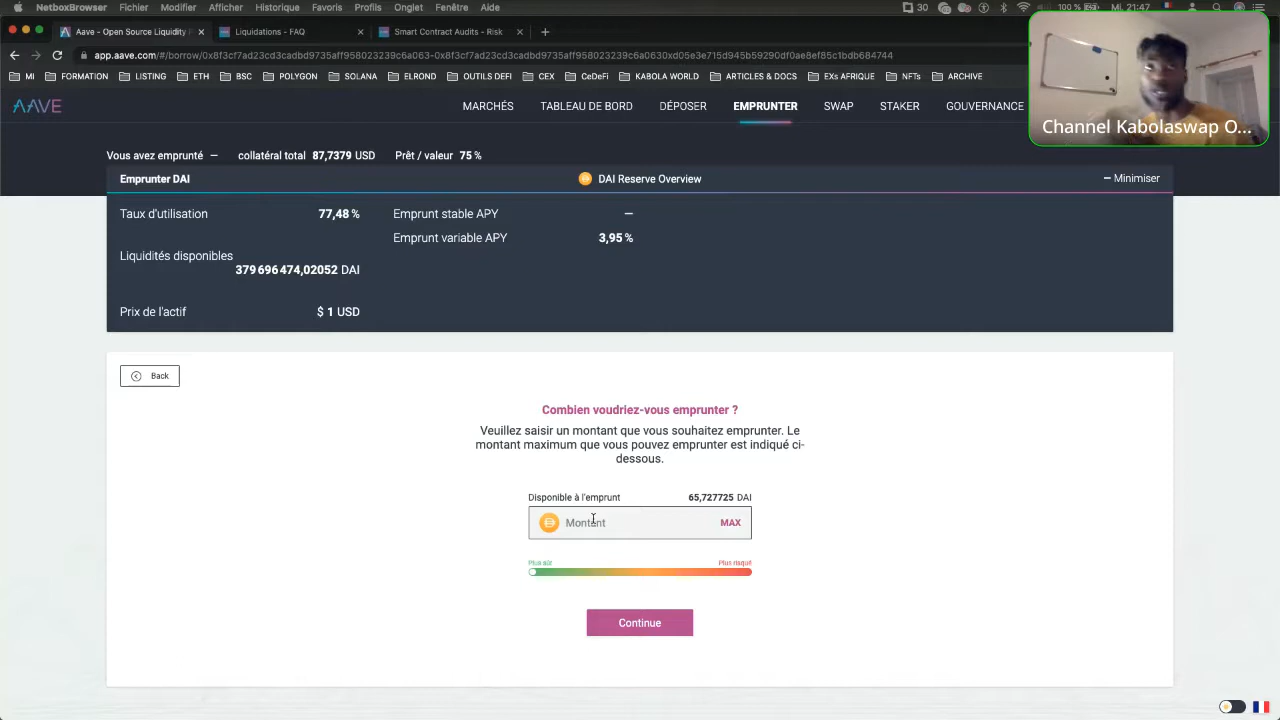 NetboxBrowser Fichier Modifier Afficher Historique Favoris Profils Onglet Fenêtre Aide 30 Ma. 21:47
Aave - Open Source Liquidity Liquidations - FAQ Smart Contract Audits - Risk
app.aave.com/#/borrow/0x8f3cf7ad23cd3cadbd9735aff958023239c6a063-0x8f3cf7ad23cd3cadbd9735aff958023239c6a0630xd05e3e715d945b59290df0ae8ef85c1bdb684744
MI FORMATION LISTING ETH BSC POLYGON SOLANA ELROND OUTILS DEFI CEX CeDeFi KABOLA WORLD ARTICLES & DOCS EXs AFRIQUE NFTs ARCHIVE
AAVE MARCHÉS TABLEAU DE BORD DÉPOSER EMPRUNTER SWAP STAKER GOUVERNANCE
Channel Kabolaswap O...
Vous avez emprunté – collatéral total 87,7379 USD Prêt / valeur 75 %
Emprunter DAI DAI Reserve Overview – Minimiser
Taux d'utilisation 77,48 % Emprunt stable APY —
Emprunt variable APY 3,95 %
Liquidités disponibles
379 696 474,02052 DAI
Prix de l'actif $ 1 USD
Back
Combien voudriez-vous emprunter ?
Veuillez saisir un montant que vous souhaitez emprunter. Le
montant maximum que vous pouvez emprunter est indiqué ci-
dessous.
Disponible à l'emprunt 65,727725 DAI
Montant MAX
Plus sûr Plus risqué
Continue